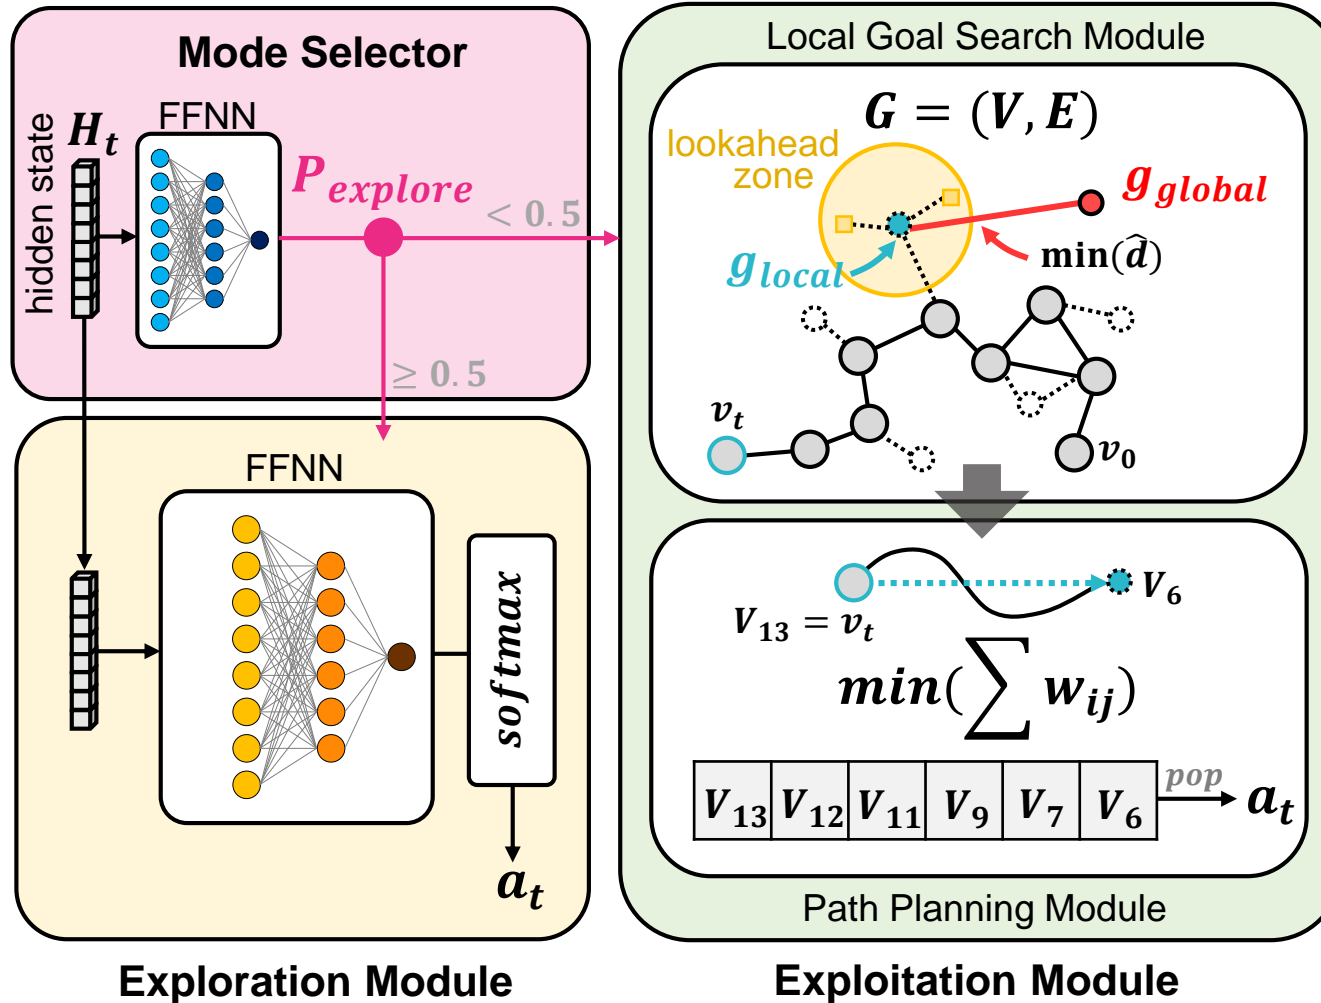 Mode Selector
FFNN
hidden state
H_t
P_explore
< 0.5
≥ 0.5
FFNN
softmax
a_t
Exploration Module
Local Goal Search Module
G = (V, E)
lookahead
zone
g_global
g_local
min(d̂)
v_t
v_0
V_6
V_13 = v_t
min(∑ w_ij)
V_13 V_12 V_11 V_9 V_7 V_6 pop a_t
Path Planning Module
Exploitation Module